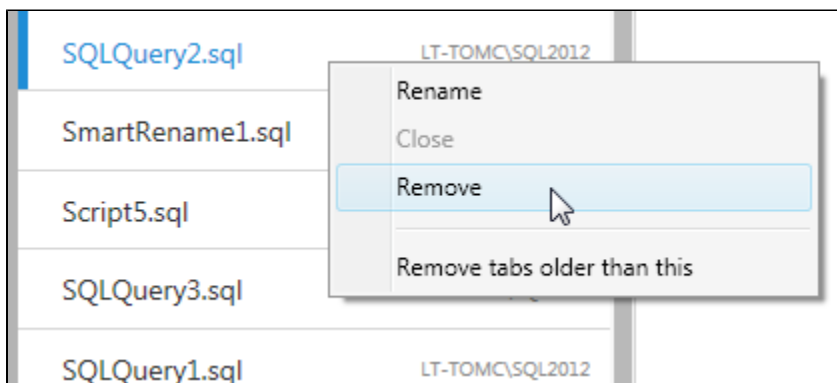 SQLQuery2.sql LT-TOMC\SQL2012
Rename
SmartRename1.sql
Close
Remove
Script5.sql
Remove tabs older than this
SQLQuery3.sql
SQLQuery1.sql LT-TOMC\SQL2012